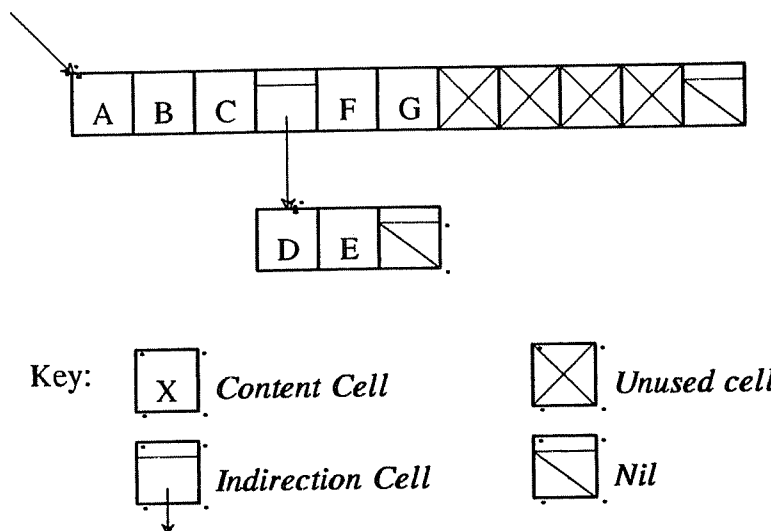 A B C F G
D E
Key: X Content Cell Unused cell
Indirection Cell Nil